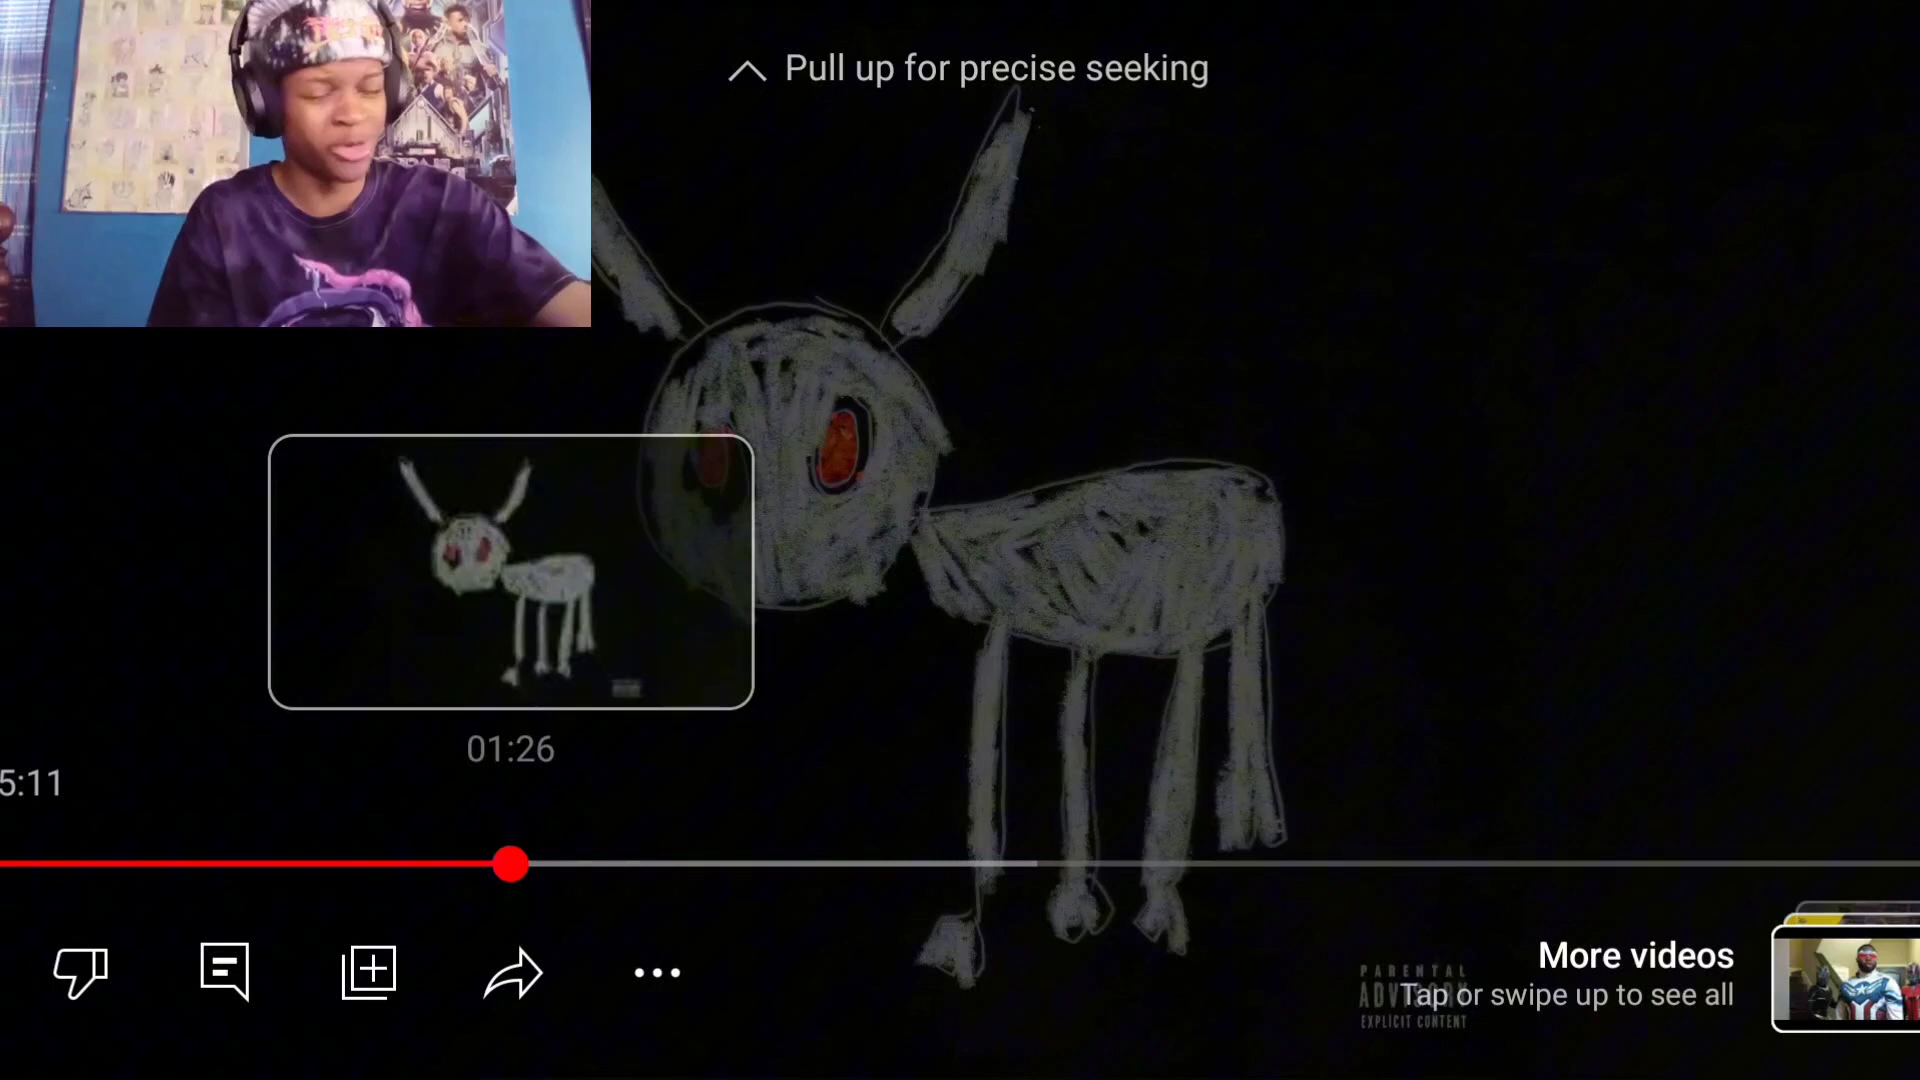 Pull up for precise seeking
01:26
5:11
More videos
Tap or swipe up to see all
PARENTAL
ADVISORY
EXPLICIT CONTENT